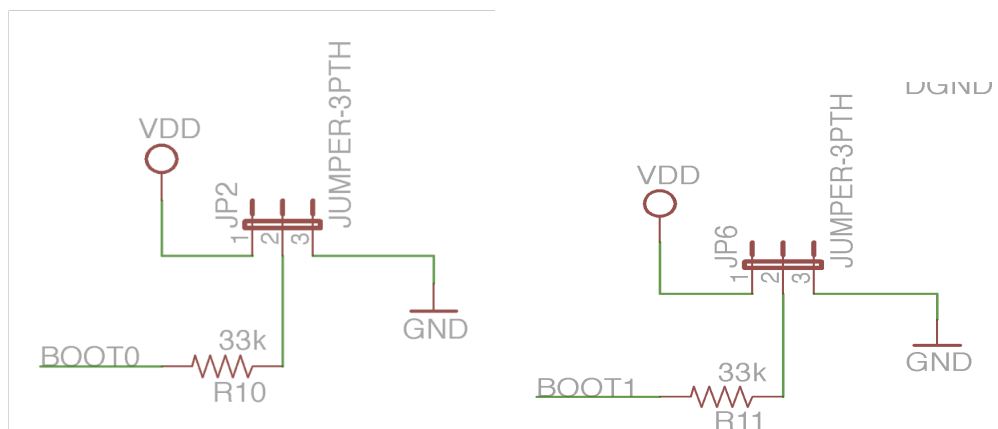 VDD
JP2
1
2
3
JUMPER-3PTH
GND
33k
BOOT0
R10
DGND
VDD
JP6
1
2
3
JUMPER-3PTH
GND
33k
BOOT1
R11